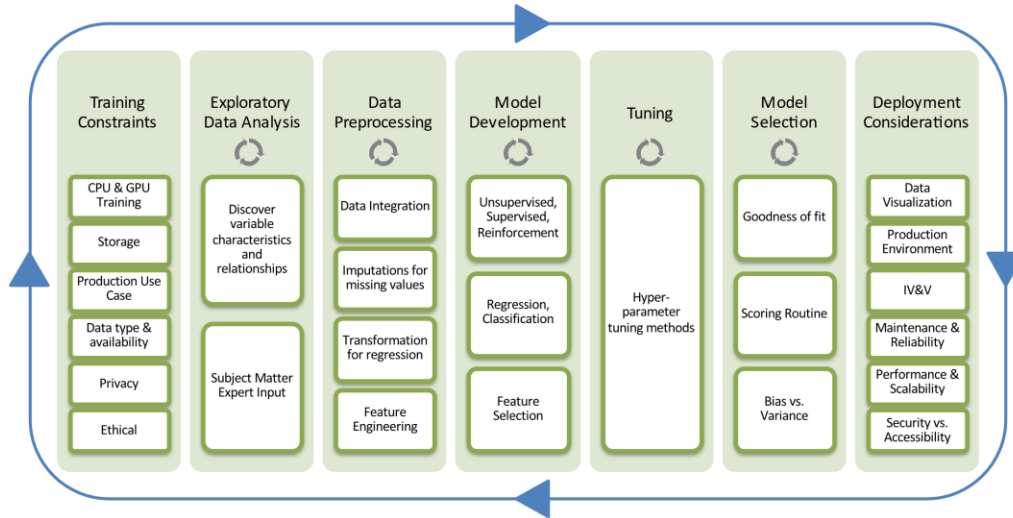 Training
Constraints
CPU & GPU
Training
Storage
Production Use
Case
Data type &
availability
Privacy
Ethical
Exploratory
Data Analysis
Discover
variable
characteristics
and
relationships
Subject Matter
Expert Input
Data
Preprocessing
Data Integration
Imputations for
missing values
Transformation
for regression
Feature
Engineering
Model
Development
Unsupervised,
Supervised,
Reinforcement
Regression,
Classification
Feature
Selection
Tuning
Hyper-
parameter
tuning methods
Model
Selection
Goodness of fit
Scoring Routine
Bias vs.
Variance
Deployment
Considerations
Data
Visualization
Production
Environment
IV&V
Maintenance &
Reliability
Performance &
Scalability
Security vs.
Accessibility